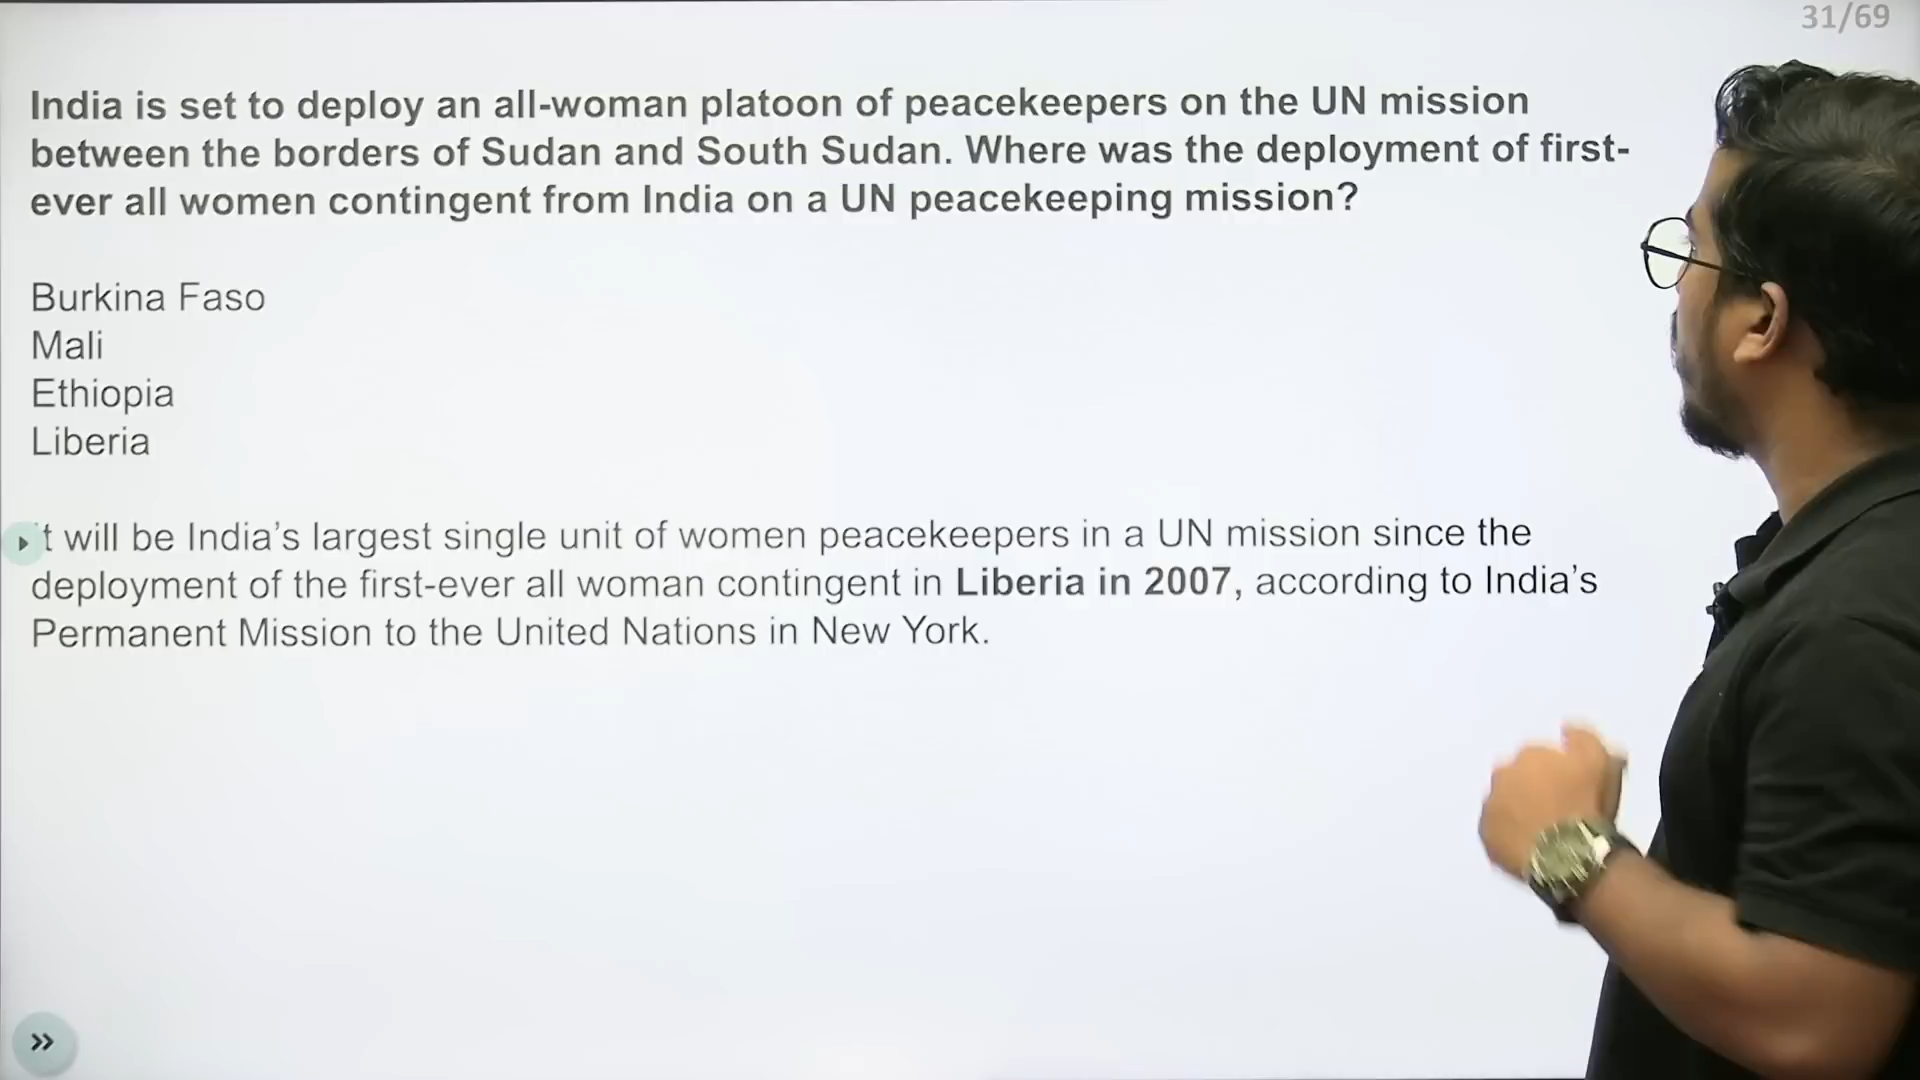 31/69
India is set to deploy an all-woman platoon of peacekeepers on the UN mission
between the borders of Sudan and South Sudan. Where was the deployment of first-
ever all women contingent from India on a UN peacekeeping mission?
Burkina Faso
Mali
Ethiopia
Liberia
It will be India’s largest single unit of women peacekeepers in a UN mission since the
deployment of the first-ever all woman contingent in Liberia in 2007, according to India’s
Permanent Mission to the United Nations in New York.